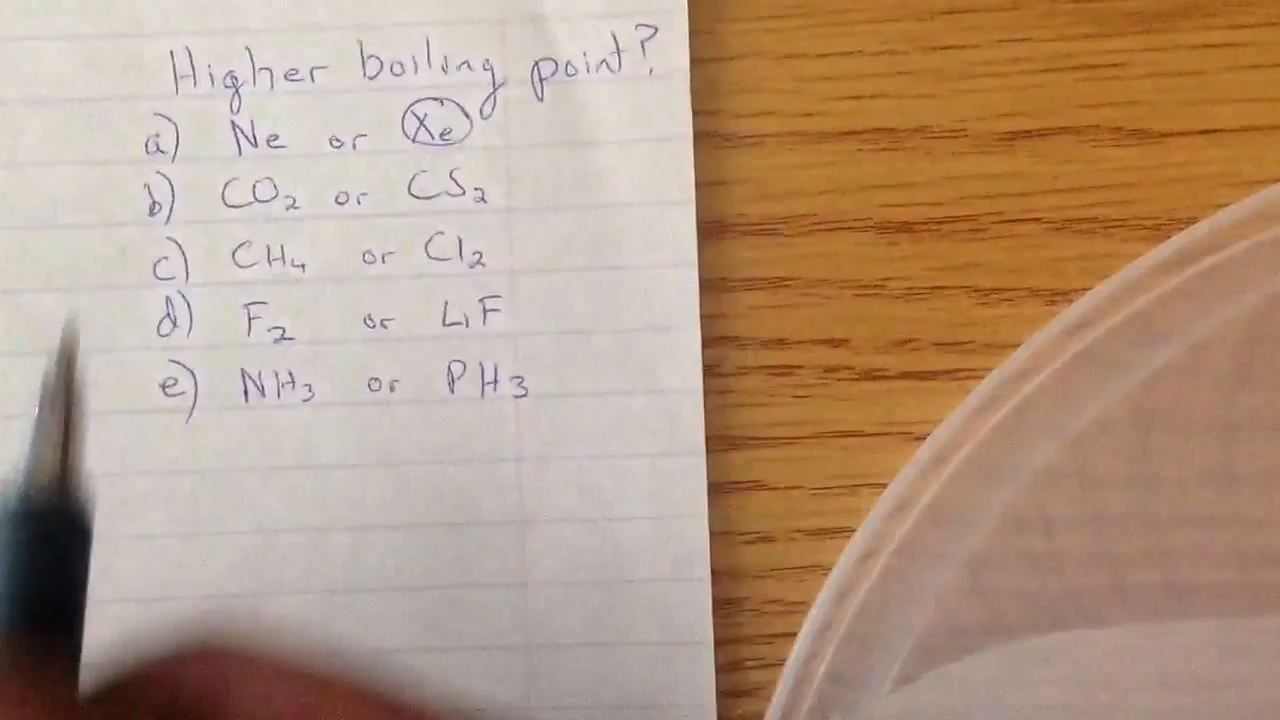 Higher boiling point?
a) Ne or Xe
b) CO₂ or CS₂
c) CH₄ or Cl₂
d) F₂ or LiF
e) NH₃ or PH₃